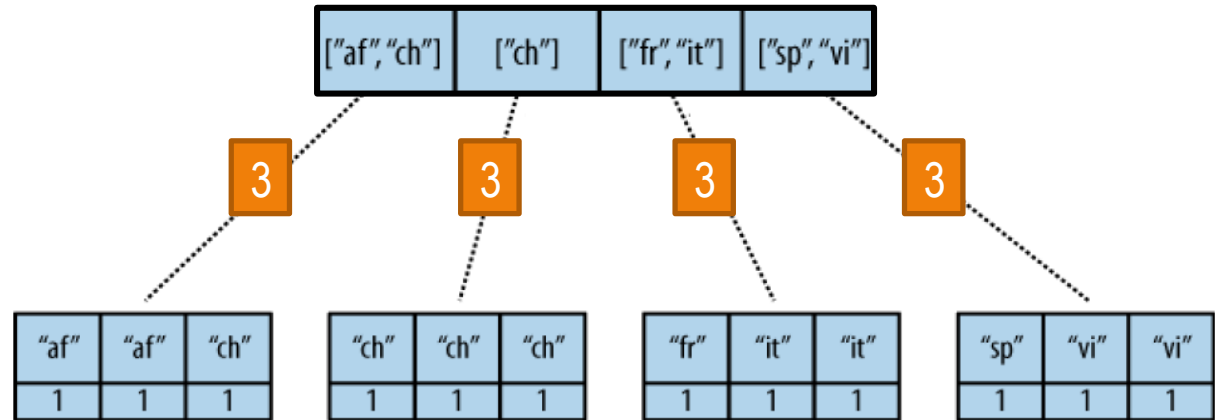 ["af", "ch"] ["ch"] ["fr", "it"] ["sp", "vi"]
3 3 3 3
"af" "af" "ch" "ch" "ch" "ch" "fr" "it" "it" "sp" "vi" "vi"
1 1 1 1 1 1 1 1 1 1 1 1